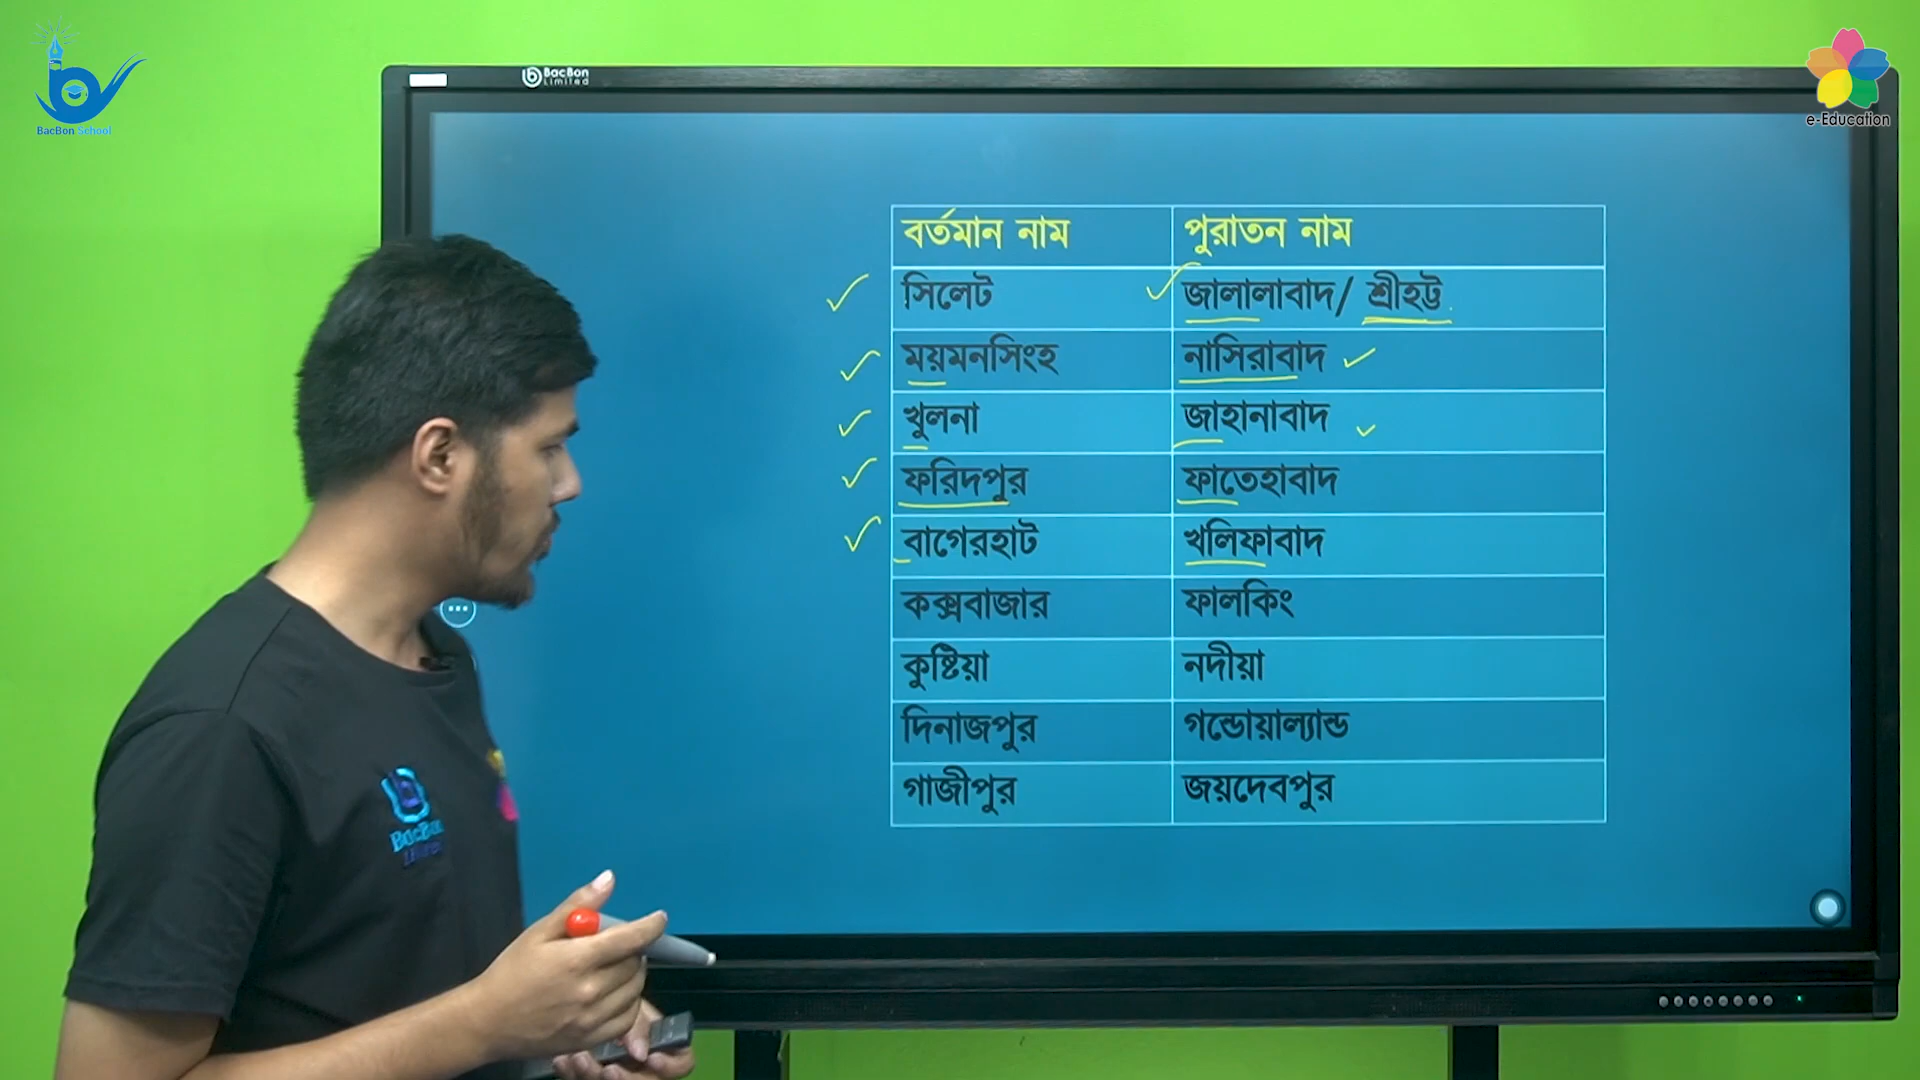 BacBon School
BacBon
Limited
e-Education
বর্তমান নাম পুরাতন নাম
সিলেট জালালাবাদ/ শ্রীহট্ট
ময়মনসিংহ নাসিরাবাদ
খুলনা জাহানাবাদ
ফরিদপুর ফাতেহাবাদ
বাগেরহাট খলিফাবাদ
কক্সবাজার ফালকিং
কুষ্টিয়া নদীয়া
দিনাজপুর গন্ডোয়াল্যান্ড
গাজীপুর জয়দেবপুর
BacBon